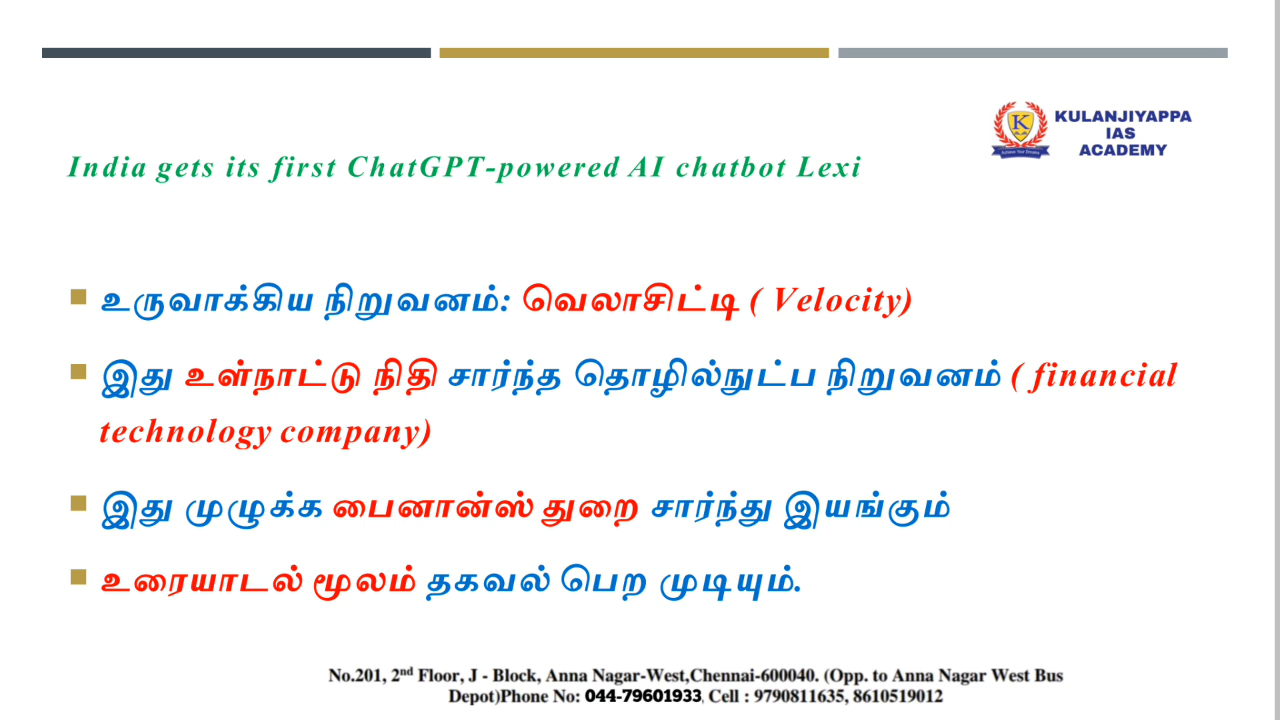 KULANJIYAPPA
IAS
ACADEMY
India gets its first ChatGPT-powered AI chatbot Lexi
உருவாக்கிய நிறுவனம்: வெலாசிட்டி ( Velocity)
இது உள்நாட்டு நிதி சார்ந்த தொழில்நுட்ப நிறுவனம் ( financial
technology company)
இது முழுக்க பைனான்ஸ் துறை சார்ந்து இயங்கும்
உரையாடல் மூலம் தகவல் பெற முடியும்.
No.201, 2nd Floor, J - Block, Anna Nagar-West,Chennai-600040. (Opp. to Anna Nagar West Bus
Depot)Phone No: 044-79601933, Cell : 9790811635, 8610519012